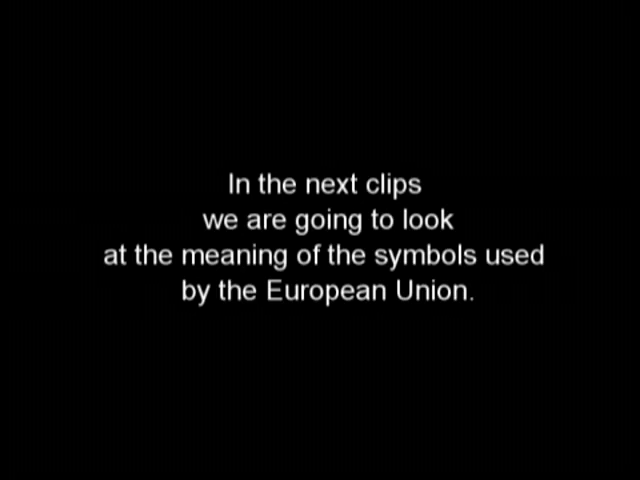 In the next clips
we are going to look
at the meaning of the symbols used
by the European Union.